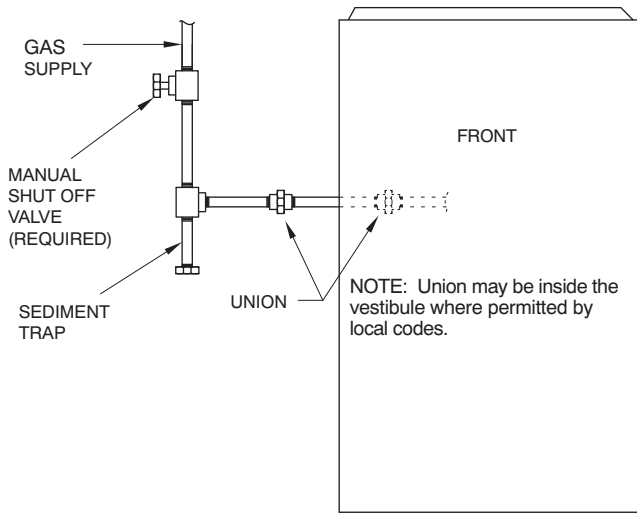 GAS
SUPPLY
FRONT
MANUAL
SHUT OFF
VALVE
(REQUIRED)
SEDIMENT
TRAP
UNION
NOTE:  Union may be inside the
vestibule where permitted by
local codes.